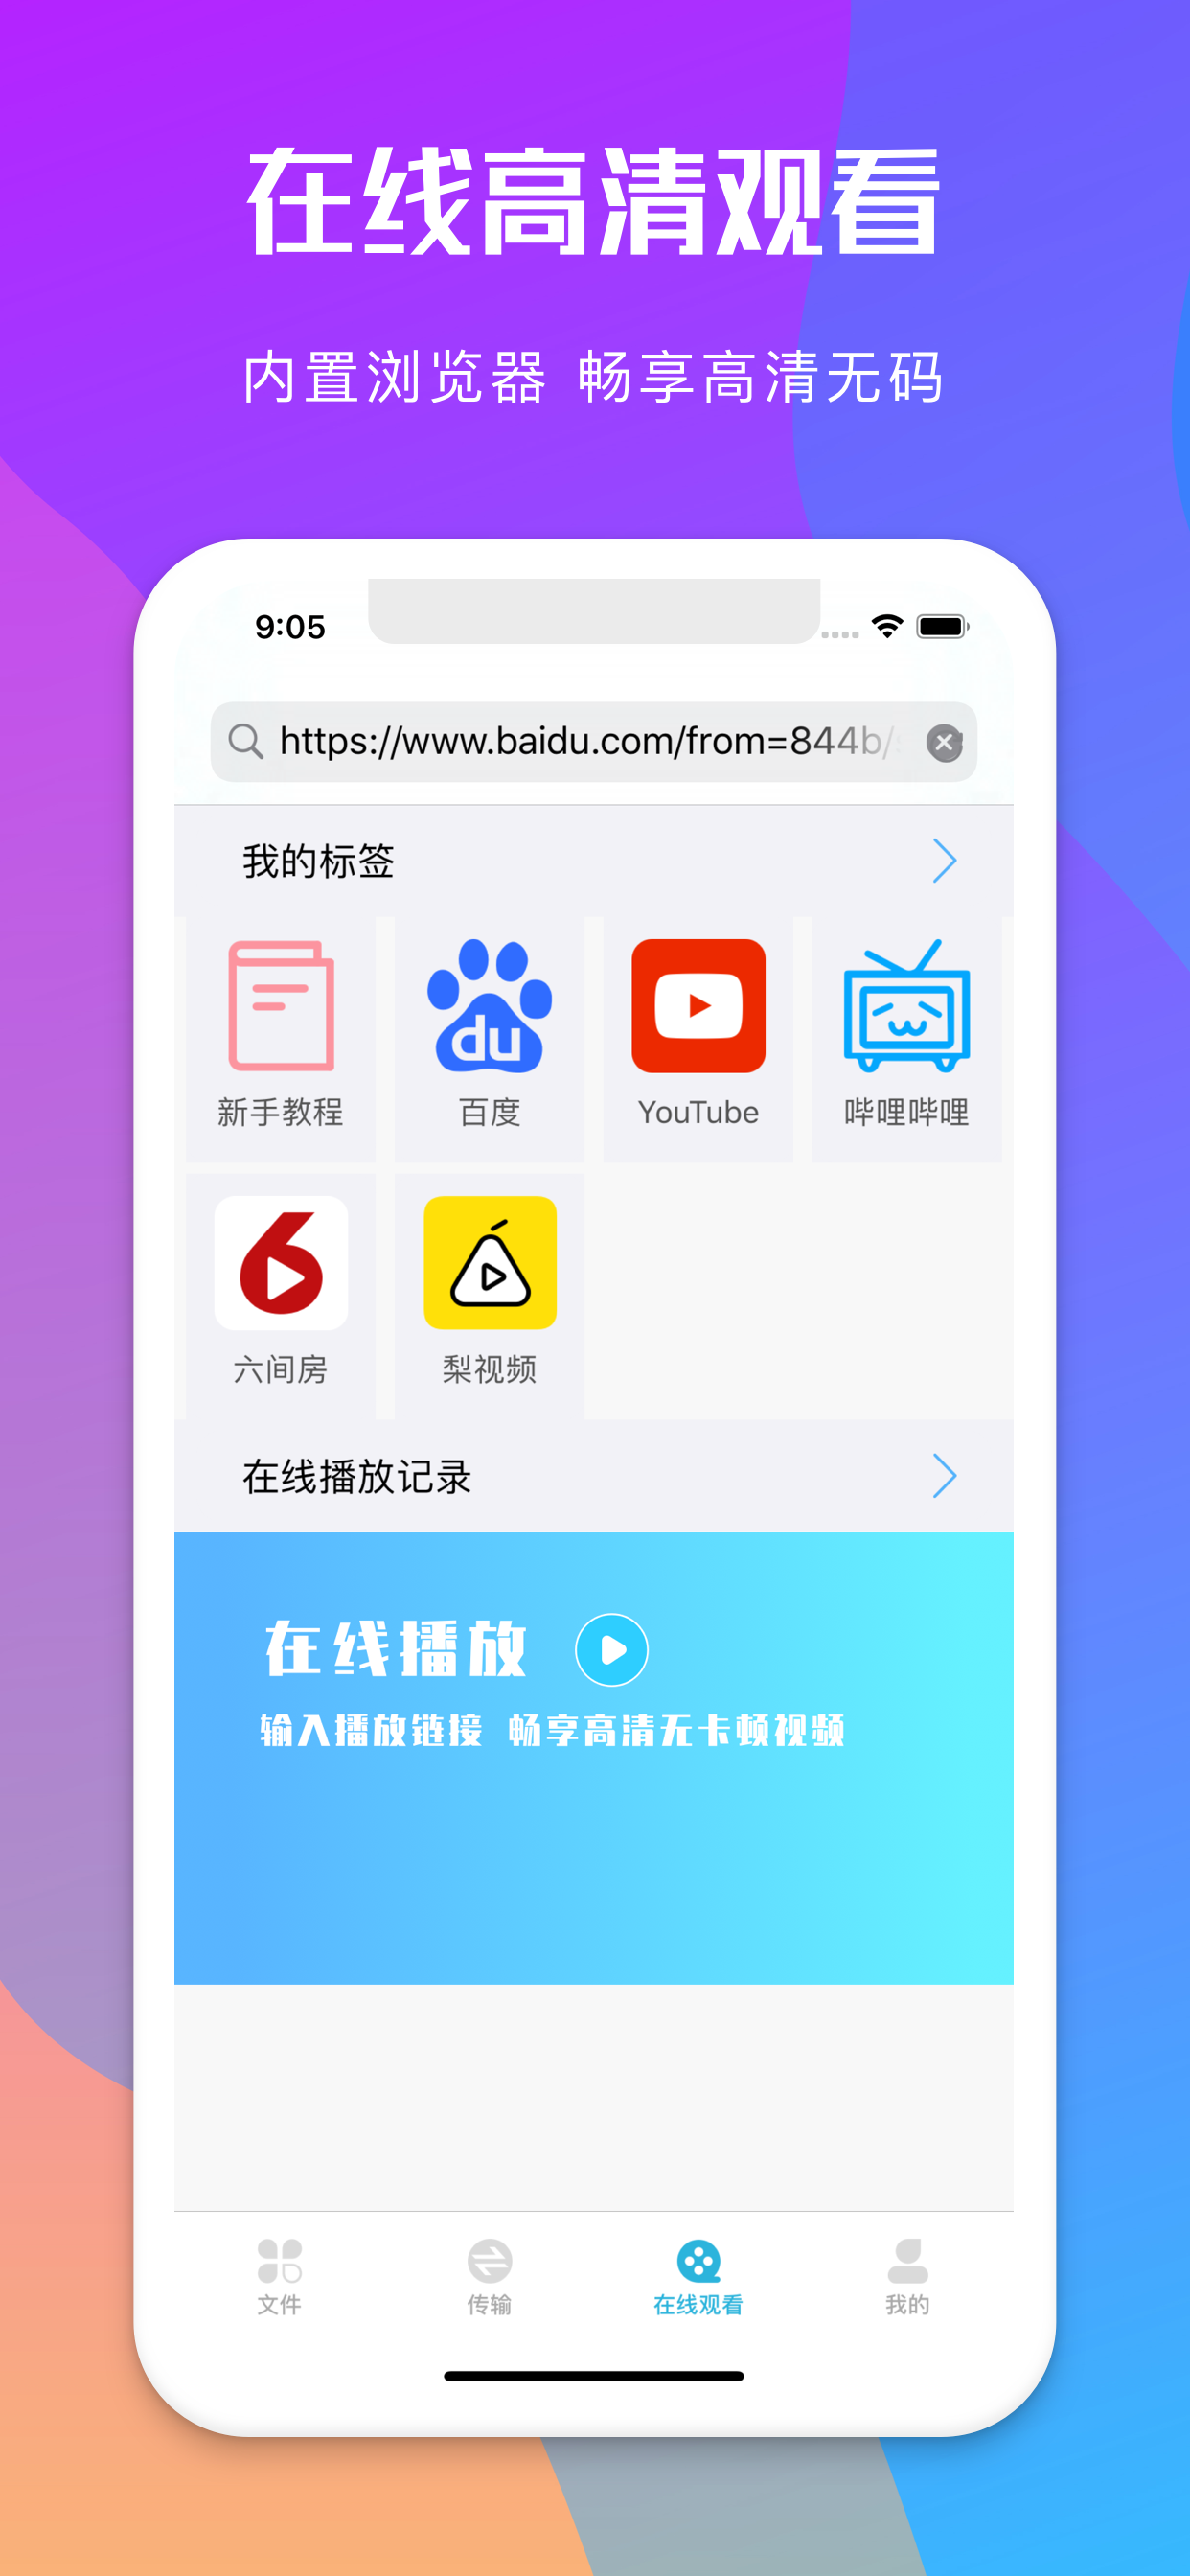 在线高清观看
内置浏览器 畅享高清无码
9:05
https://www.baidu.com/from=844b/
我的标签
du
新手教程 百度 YouTube 哔哩哔哩
六间房 梨视频
在线播放记录
在线播放
输入播放链接 畅享高清无卡顿视频
文件 传输 在线观看 我的